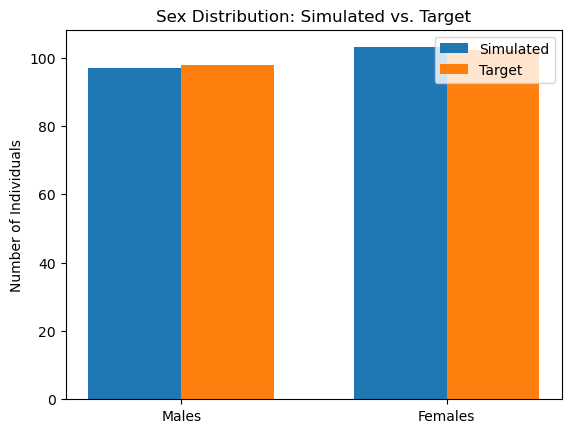 Sex Distribution: Simulated vs. Target
Simulated
Target
Number of Individuals
100
80
60
40
20
0
Males
Females